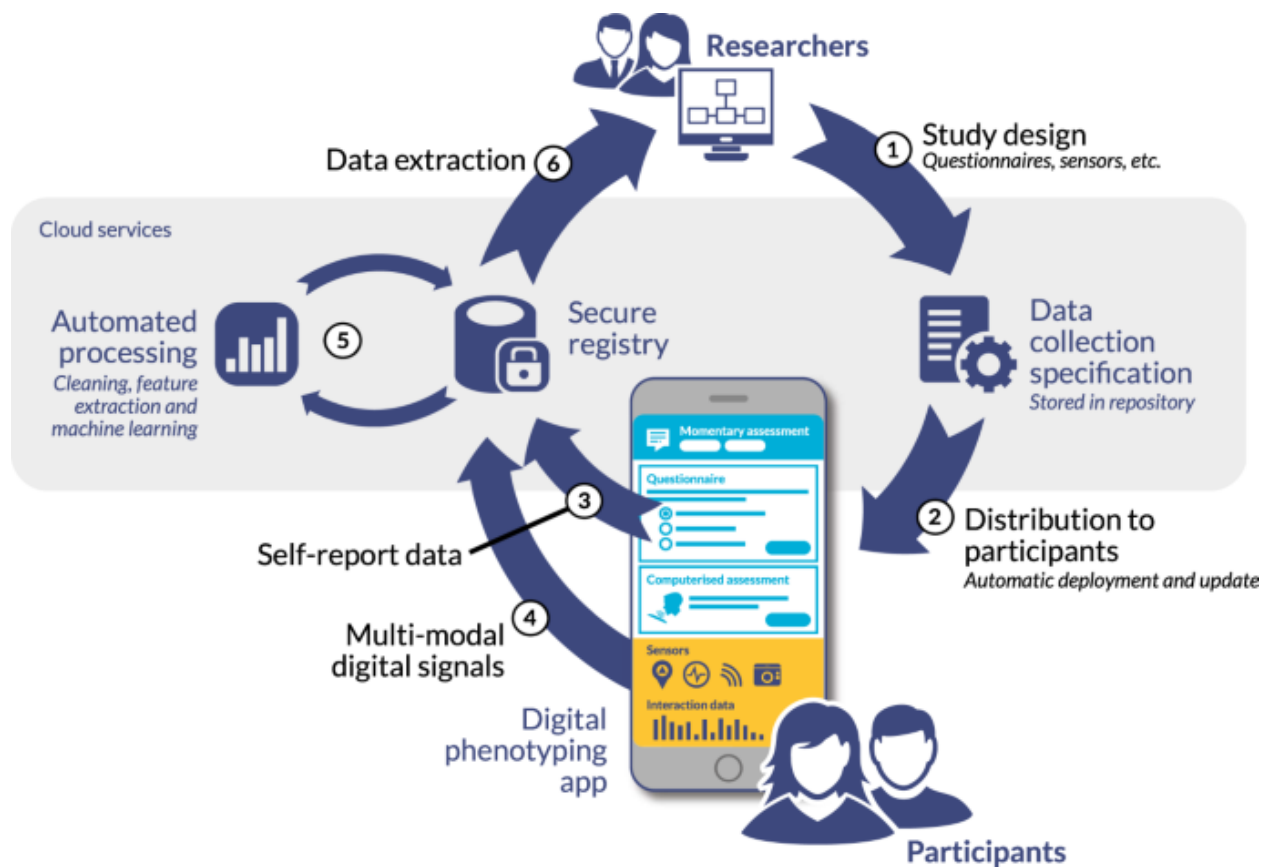 Researchers
1
Study design
Questionnaires, sensors, etc.
Data extraction
6
Cloud services
Automated
processing
Cleaning, feature
extraction and
machine learning
5
Secure
registry
Data
collection
specification
Stored in repository
2
Distribution to
participants
Automatic deployment and update
Momentary assessment
Questionnaire
Computerised assessment
Sensors
Interaction data
3
Self-report data
4
Multi-modal
digital signals
Digital
phenotyping
app
Participants